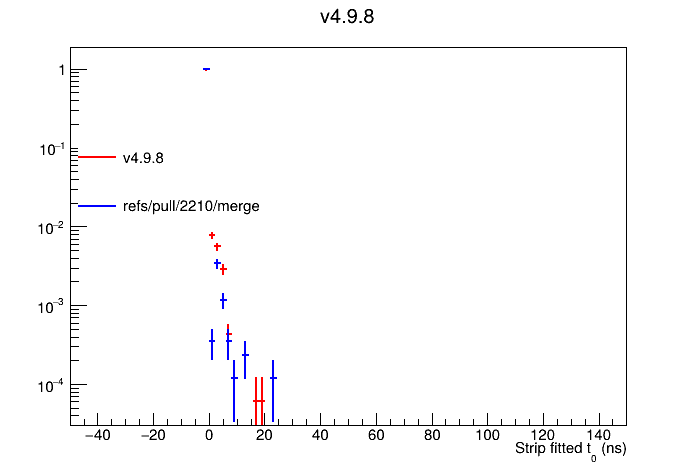 v4.9.8
1
10⁻¹
v4.9.8
refs/pull/2210/merge
10⁻²
10⁻³
10⁻⁴
−40 −20 0 20 40 60 80 100 120 140
Strip fitted t₀ (ns)